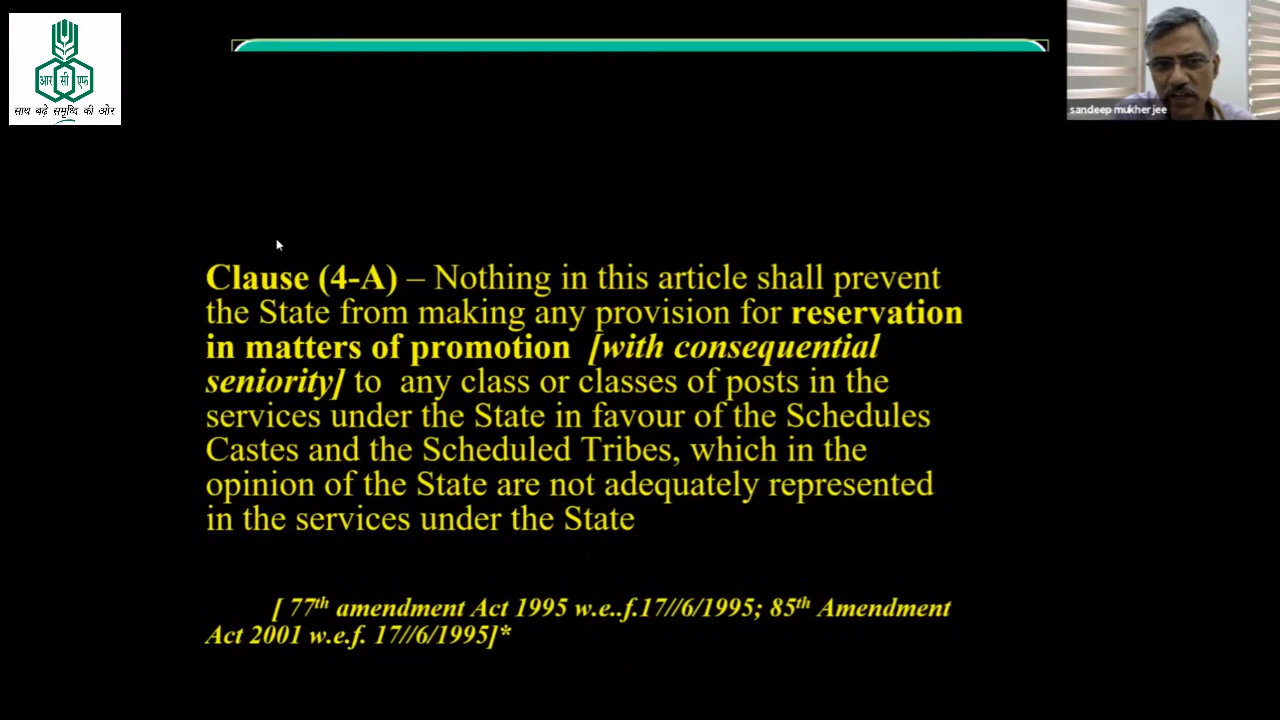 आर सी एफ
साथ बढ़े समृध्दि की ओर
sandeep mukherjee
Clause (4-A) – Nothing in this article shall prevent
the State from making any provision for reservation
in matters of promotion [with consequential
seniority] to any class or classes of posts in the
services under the State in favour of the Schedules
Castes and the Scheduled Tribes, which in the
opinion of the State are not adequately represented
in the services under the State
[ 77th amendment Act 1995 w.e..f.17//6/1995; 85th Amendment
Act 2001 w.e.f. 17//6/1995]*